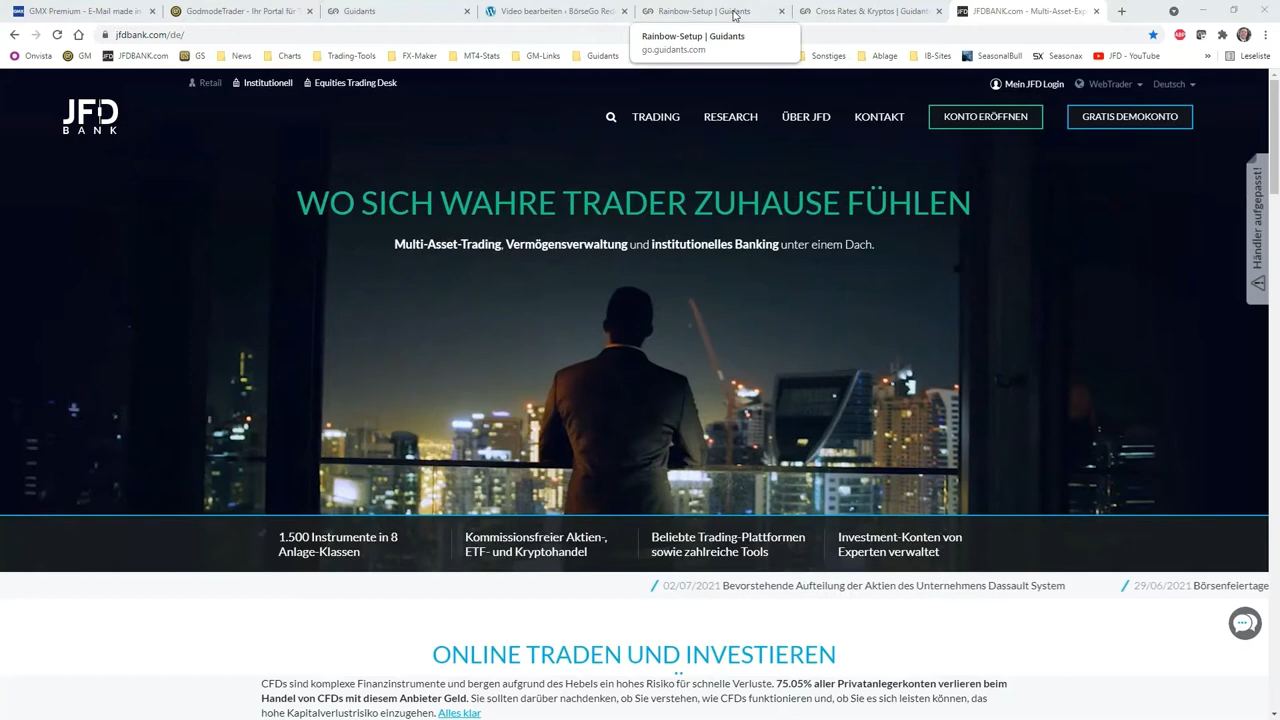 GMX Premium - E-Mail made in
GodmodeTrader - Ihr Portal für T
Guidants
Video bearbeiten ‹ BörseGo Red
Rainbow-Setup | Guidants
Cross Rates & Kryptos | Guidant
JFDBANK.com - Multi-Asset-Exp
Rainbow-Setup | Guidants
go.guidants.com
jfdbank.com/de/
ABP
Onvista
GM
JFDBANK.com
GS
News
Charts
Trading-Tools
FX-Maker
MT4-Stats
GM-Links
Guidants
Sonstiges
Ablage
IB-Sites
SeasonalBull
Seasonax
JFD - YouTube
»
Leseliste
Retail
Institutionell
Equities Trading Desk
Mein JFD Login
WebTrader
Deutsch
JFD
BANK
TRADING
RESEARCH
ÜBER JFD
KONTAKT
KONTO ERÖFFNEN
GRATIS DEMOKONTO
Händler aufgepasst!
WO SICH WAHRE TRADER ZUHAUSE FÜHLEN
Multi-Asset-Trading, Vermögensverwaltung und institutionelles Banking unter einem Dach.
1.500 Instrumente in 8
Anlage-Klassen
Kommissionsfreier Aktien-,
ETF- und Kryptohandel
Beliebte Trading-Plattformen
sowie zahlreiche Tools
Investment-Konten von
Experten verwaltet
02/07/2021 Bevorstehende Aufteilung der Aktien des Unternehmens Dassault System
29/06/2021 Börsenfeiertage
ONLINE TRADEN UND INVESTIEREN
CFDs sind komplexe Finanzinstrumente und bergen aufgrund des Hebels ein hohes Risiko für schnelle Verluste. 75.05% aller Privatanlegerkonten verlieren beim
Handel von CFDs mit diesem Anbieter Geld. Sie sollten darüber nachdenken, ob Sie verstehen, wie CFDs funktionieren und, ob Sie es sich leisten können, das
hohe Kapitalverlustrisiko einzugehen. Alles klar